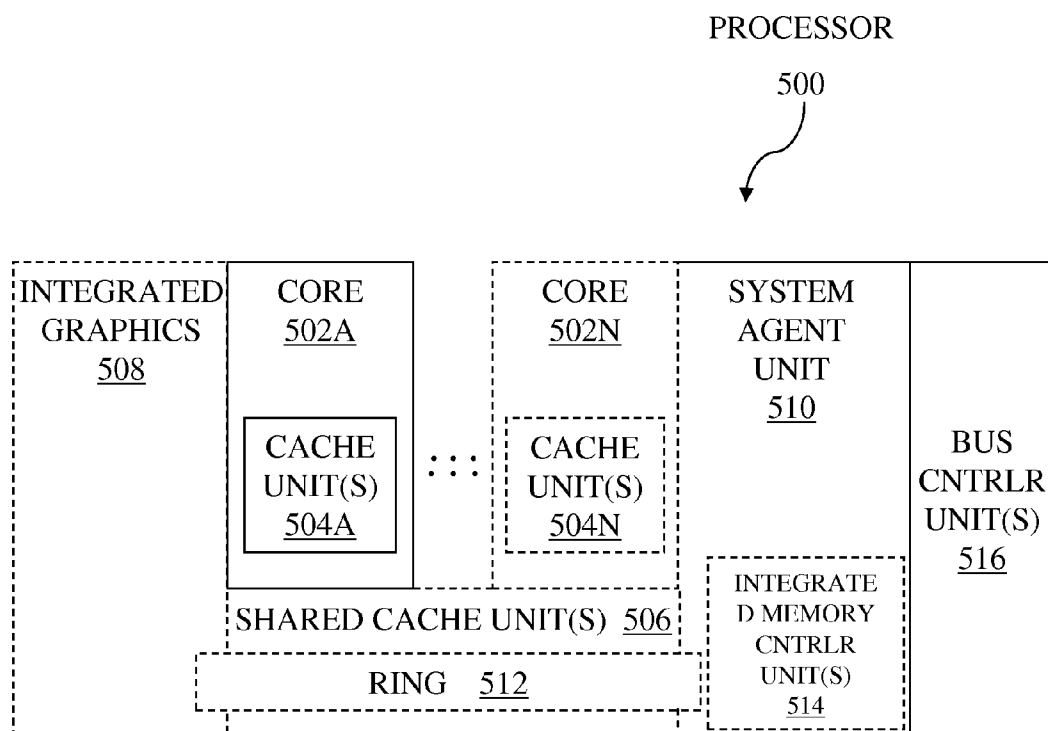 PROCESSOR
500
INTEGRATED
GRAPHICS
508
CORE
502A
CACHE
UNIT(S)
504A
CORE
502N
CACHE
UNIT(S)
504N
SYSTEM
AGENT
UNIT
510
BUS
CNTRLR
UNIT(S)
516
SHARED CACHE UNIT(S) 506
RING 512
INTEGRATE
D MEMORY
CNTRLR
UNIT(S)
514